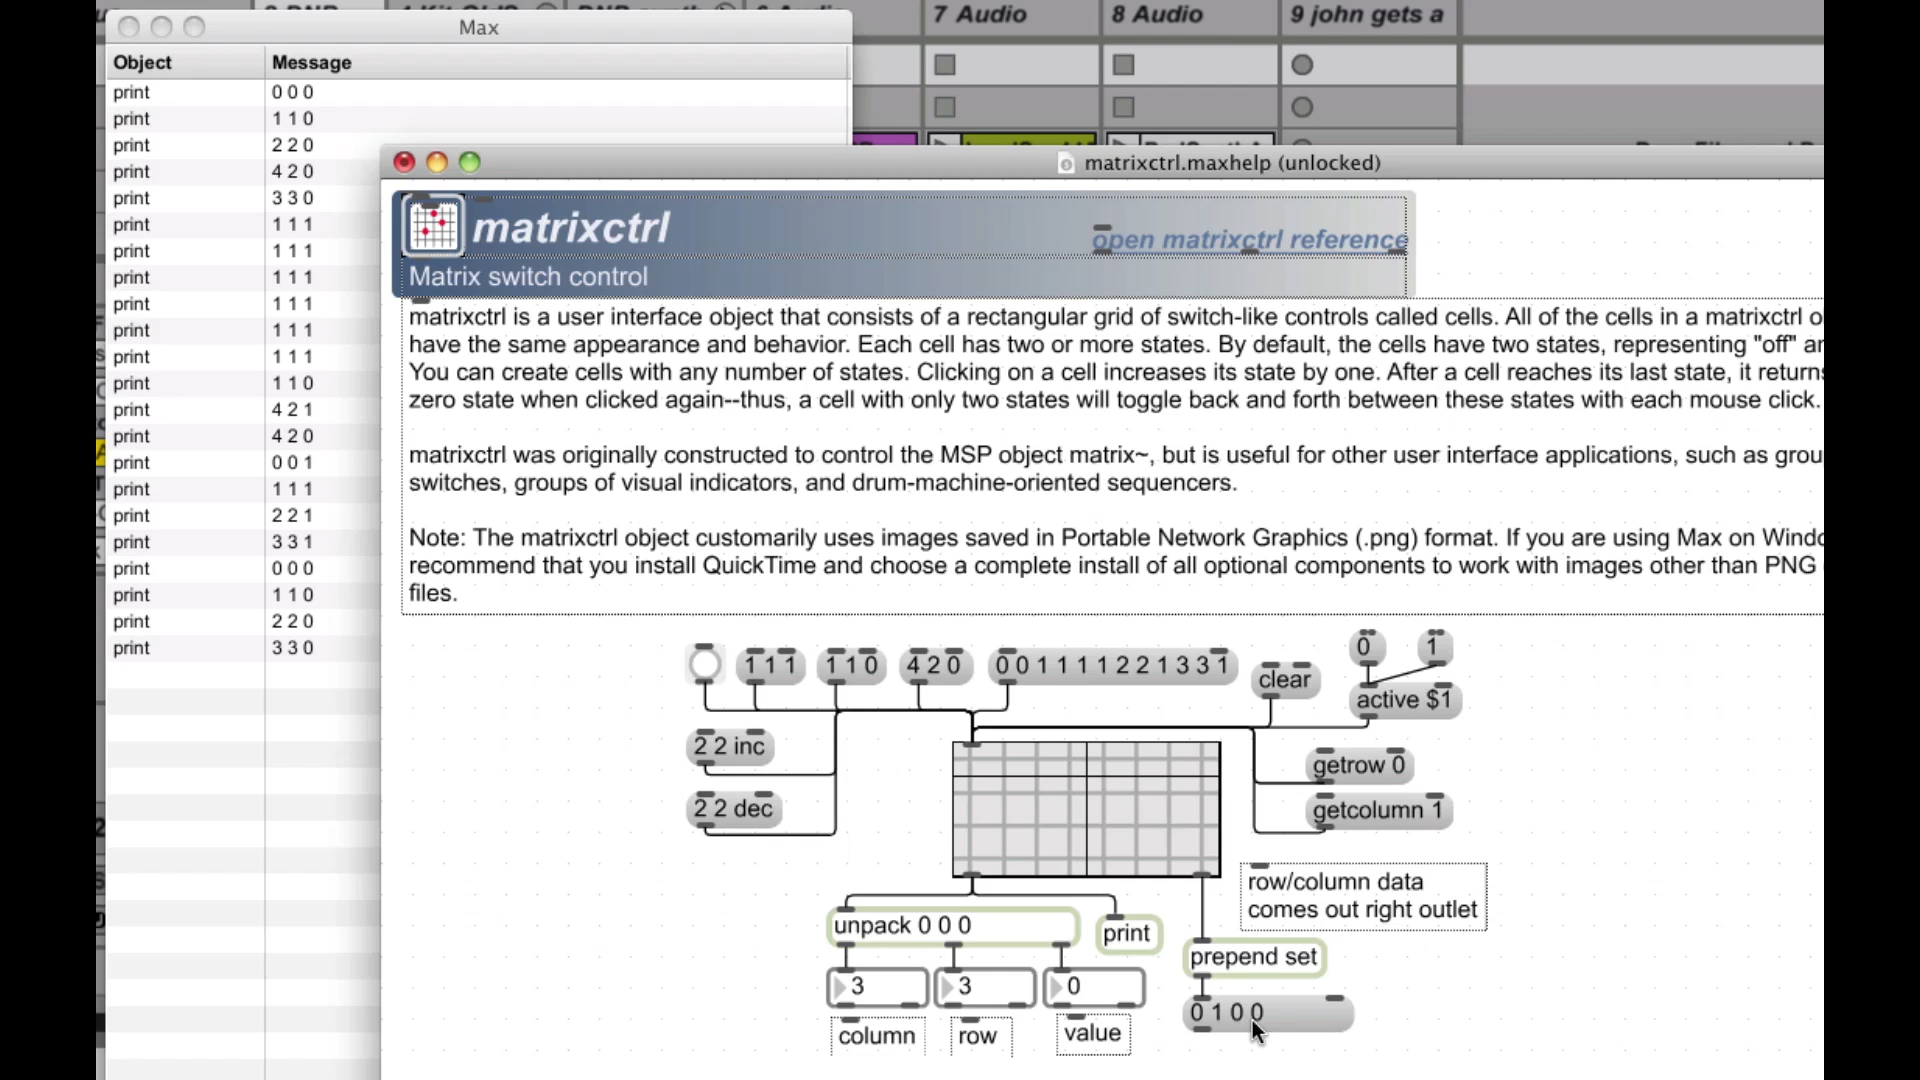 7 Audio
8 Audio
9 john gets a
Max
Object Message
print 0 0 0
print 1 1 0
print 2 2 0
print 4 2 0
print 3 3 0
print 1 1 1
print 1 1 1
print 1 1 1
print 1 1 1
print 1 1 1
print 1 1 1
print 1 1 0
print 4 2 1
print 4 2 0
print 0 0 1
print 1 1 1
print 2 2 1
print 3 3 1
print 0 0 0
print 1 1 0
print 2 2 0
print 3 3 0
matrixctrl.maxhelp (unlocked)
matrixctrl
open matrixctrl reference
Matrix switch control
matrixctrl is a user interface object that consists of a rectangular grid of switch-like controls called cells. All of the cells in a matrixctrl o
have the same appearance and behavior. Each cell has two or more states. By default, the cells have two states, representing "off" ar
You can create cells with any number of states. Clicking on a cell increases its state by one. After a cell reaches its last state, it returns
zero state when clicked again--thus, a cell with only two states will toggle back and forth between these states with each mouse click.
matrixctrl was originally constructed to control the MSP object matrix~, but is useful for other user interface applications, such as grou
switches, groups of visual indicators, and drum-machine-oriented sequencers.
Note: The matrixctrl object customarily uses images saved in Portable Network Graphics (.png) format. If you are using Max on Windo
recommend that you install QuickTime and choose a complete install of all optional components to work with images other than PNG
files.
1 1 1
1 1 0
4 2 0
0 0 1 1 1 1 2 2 1 3 3 1
clear
0
1
active $1
2 2 inc
2 2 dec
getrow 0
getcolumn 1
row/column data
comes out right outlet
unpack 0 0 0
print
prepend set
3
3
0
0 1 0 0
column
row
value